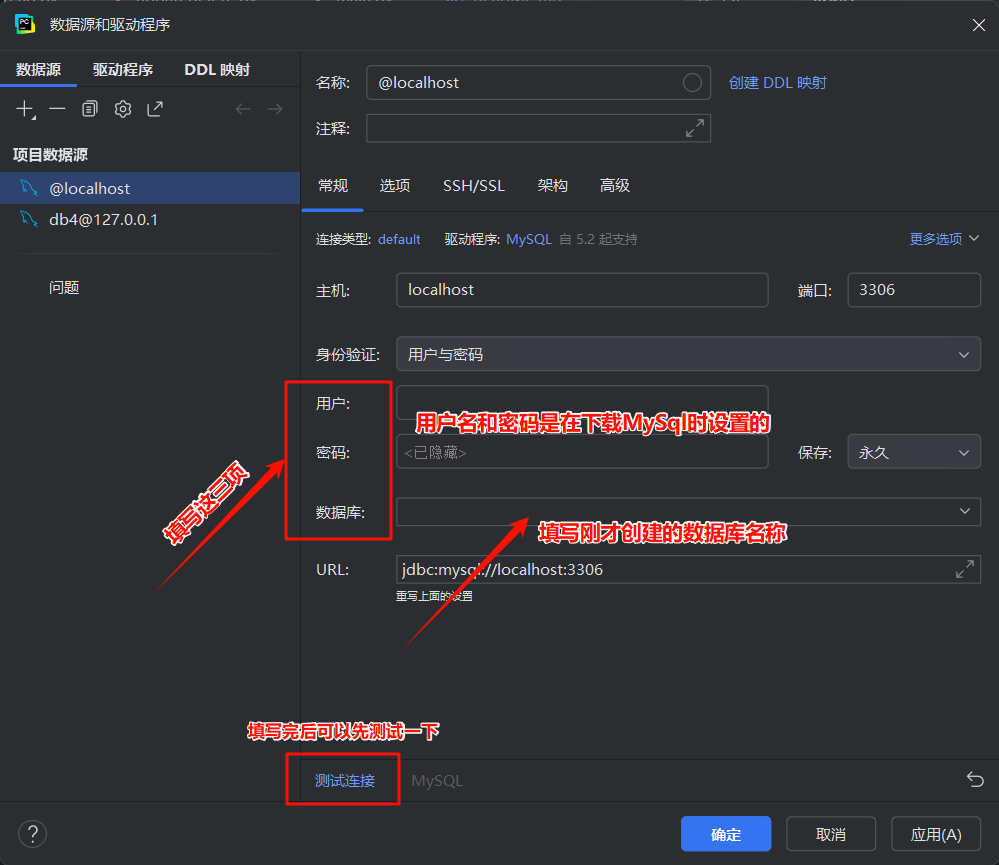 PC
数据源和驱动程序
数据源 驱动程序 DDL 映射
项目数据源
@localhost
db4@127.0.0.1
问题
名称: @localhost 创建 DDL 映射
注释:
常规 选项 SSH/SSL 架构 高级
连接类型: default 驱动程序: MySQL 自 5.2 起支持 更多选项
主机: localhost 端口: 3306
身份验证: 用户与密码
用户:
用户名和密码是在下载MySql时设置的
密码: <已隐藏> 保存: 永久
填写这三项
数据库:
填写刚才创建的数据库名称
URL: jdbc:mysql://localhost:3306
重写上面的设置
填写完后可以先测试一下
测试连接 MySQL
? 确定 取消 应用(A)